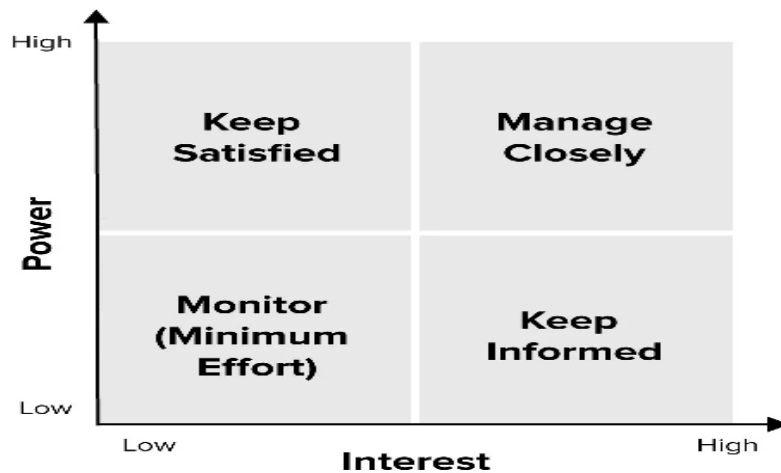 High
Keep
Satisfied
Manage
Closely
Power
Monitor
(Minimum
Effort)
Keep
Informed
Low
Low
High
Interest